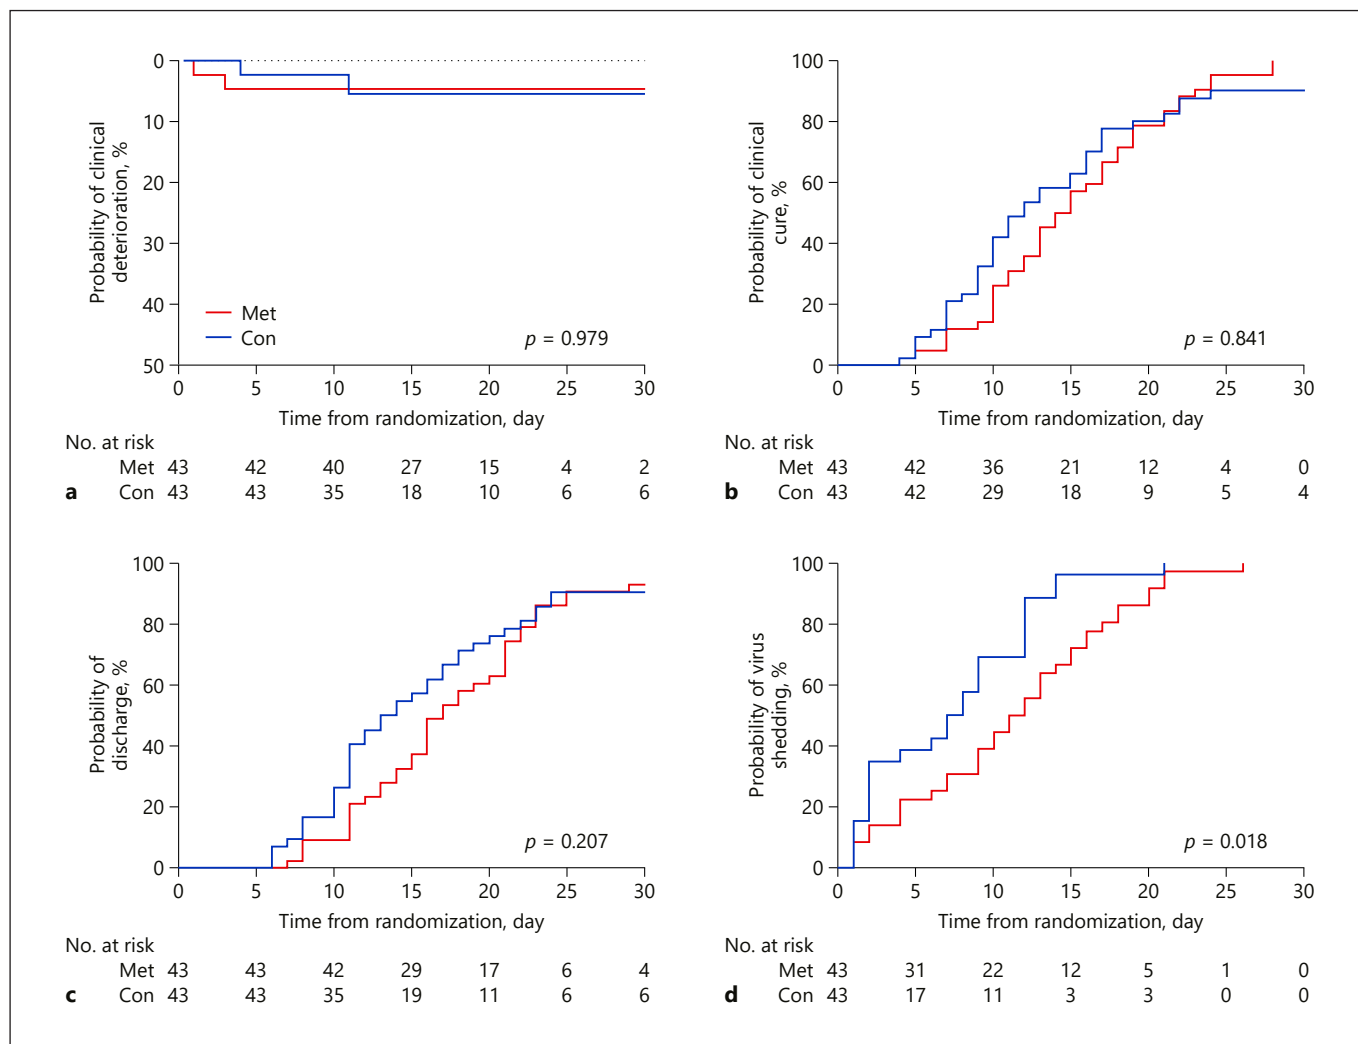 0
10
20
30
40
50
Probability of clinical
deterioration, %
Met
Con
p = 0.979
0 5 10 15 20 25 30
Time from randomization, day
No. at risk
Met 43 42 40 27 15 4 2
a Con 43 43 35 18 10 6 6
100
80
60
40
20
0
Probability of clinical
cure, %
p = 0.841
0 5 10 15 20 25 30
Time from randomization, day
No. at risk
Met 43 42 36 21 12 4 0
b Con 43 42 29 18 9 5 4
100
80
60
40
20
0
Probability of
discharge, %
p = 0.207
0 5 10 15 20 25 30
Time from randomization, day
No. at risk
Met 43 43 42 29 17 6 4
c Con 43 43 35 19 11 6 6
100
80
60
40
20
0
Probability of virus
shedding, %
p = 0.018
0 5 10 15 20 25 30
Time from randomization, day
No. at risk
Met 43 31 22 12 5 1 0
d Con 43 17 11 3 3 0 0